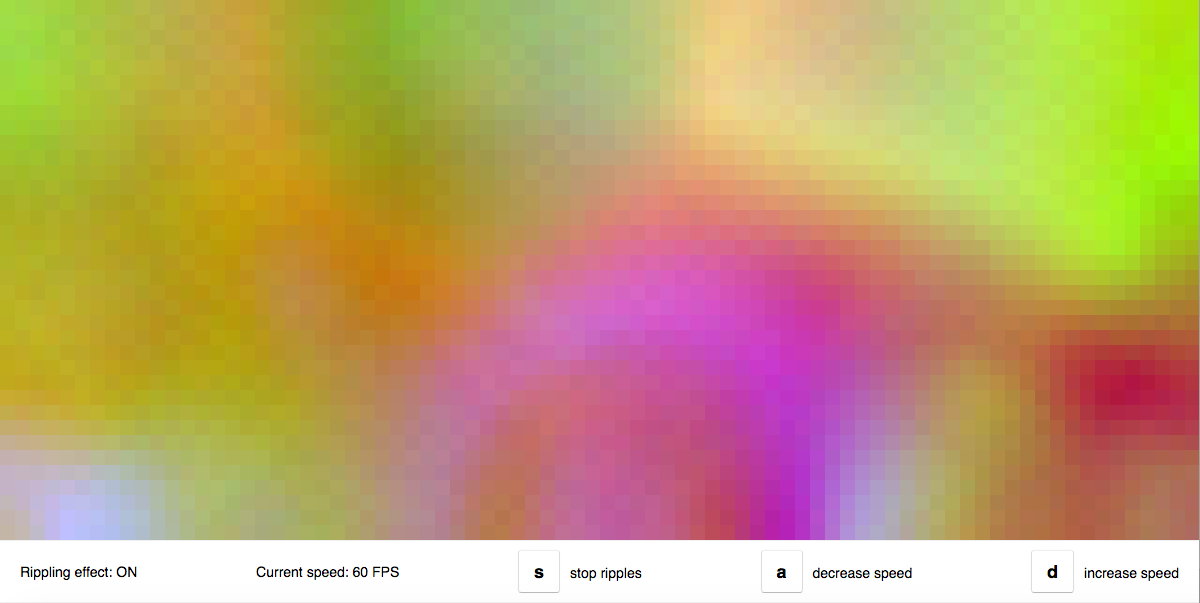 Rippling effect: ON
Current speed: 60 FPS
s stop ripples
a decrease speed
d increase speed